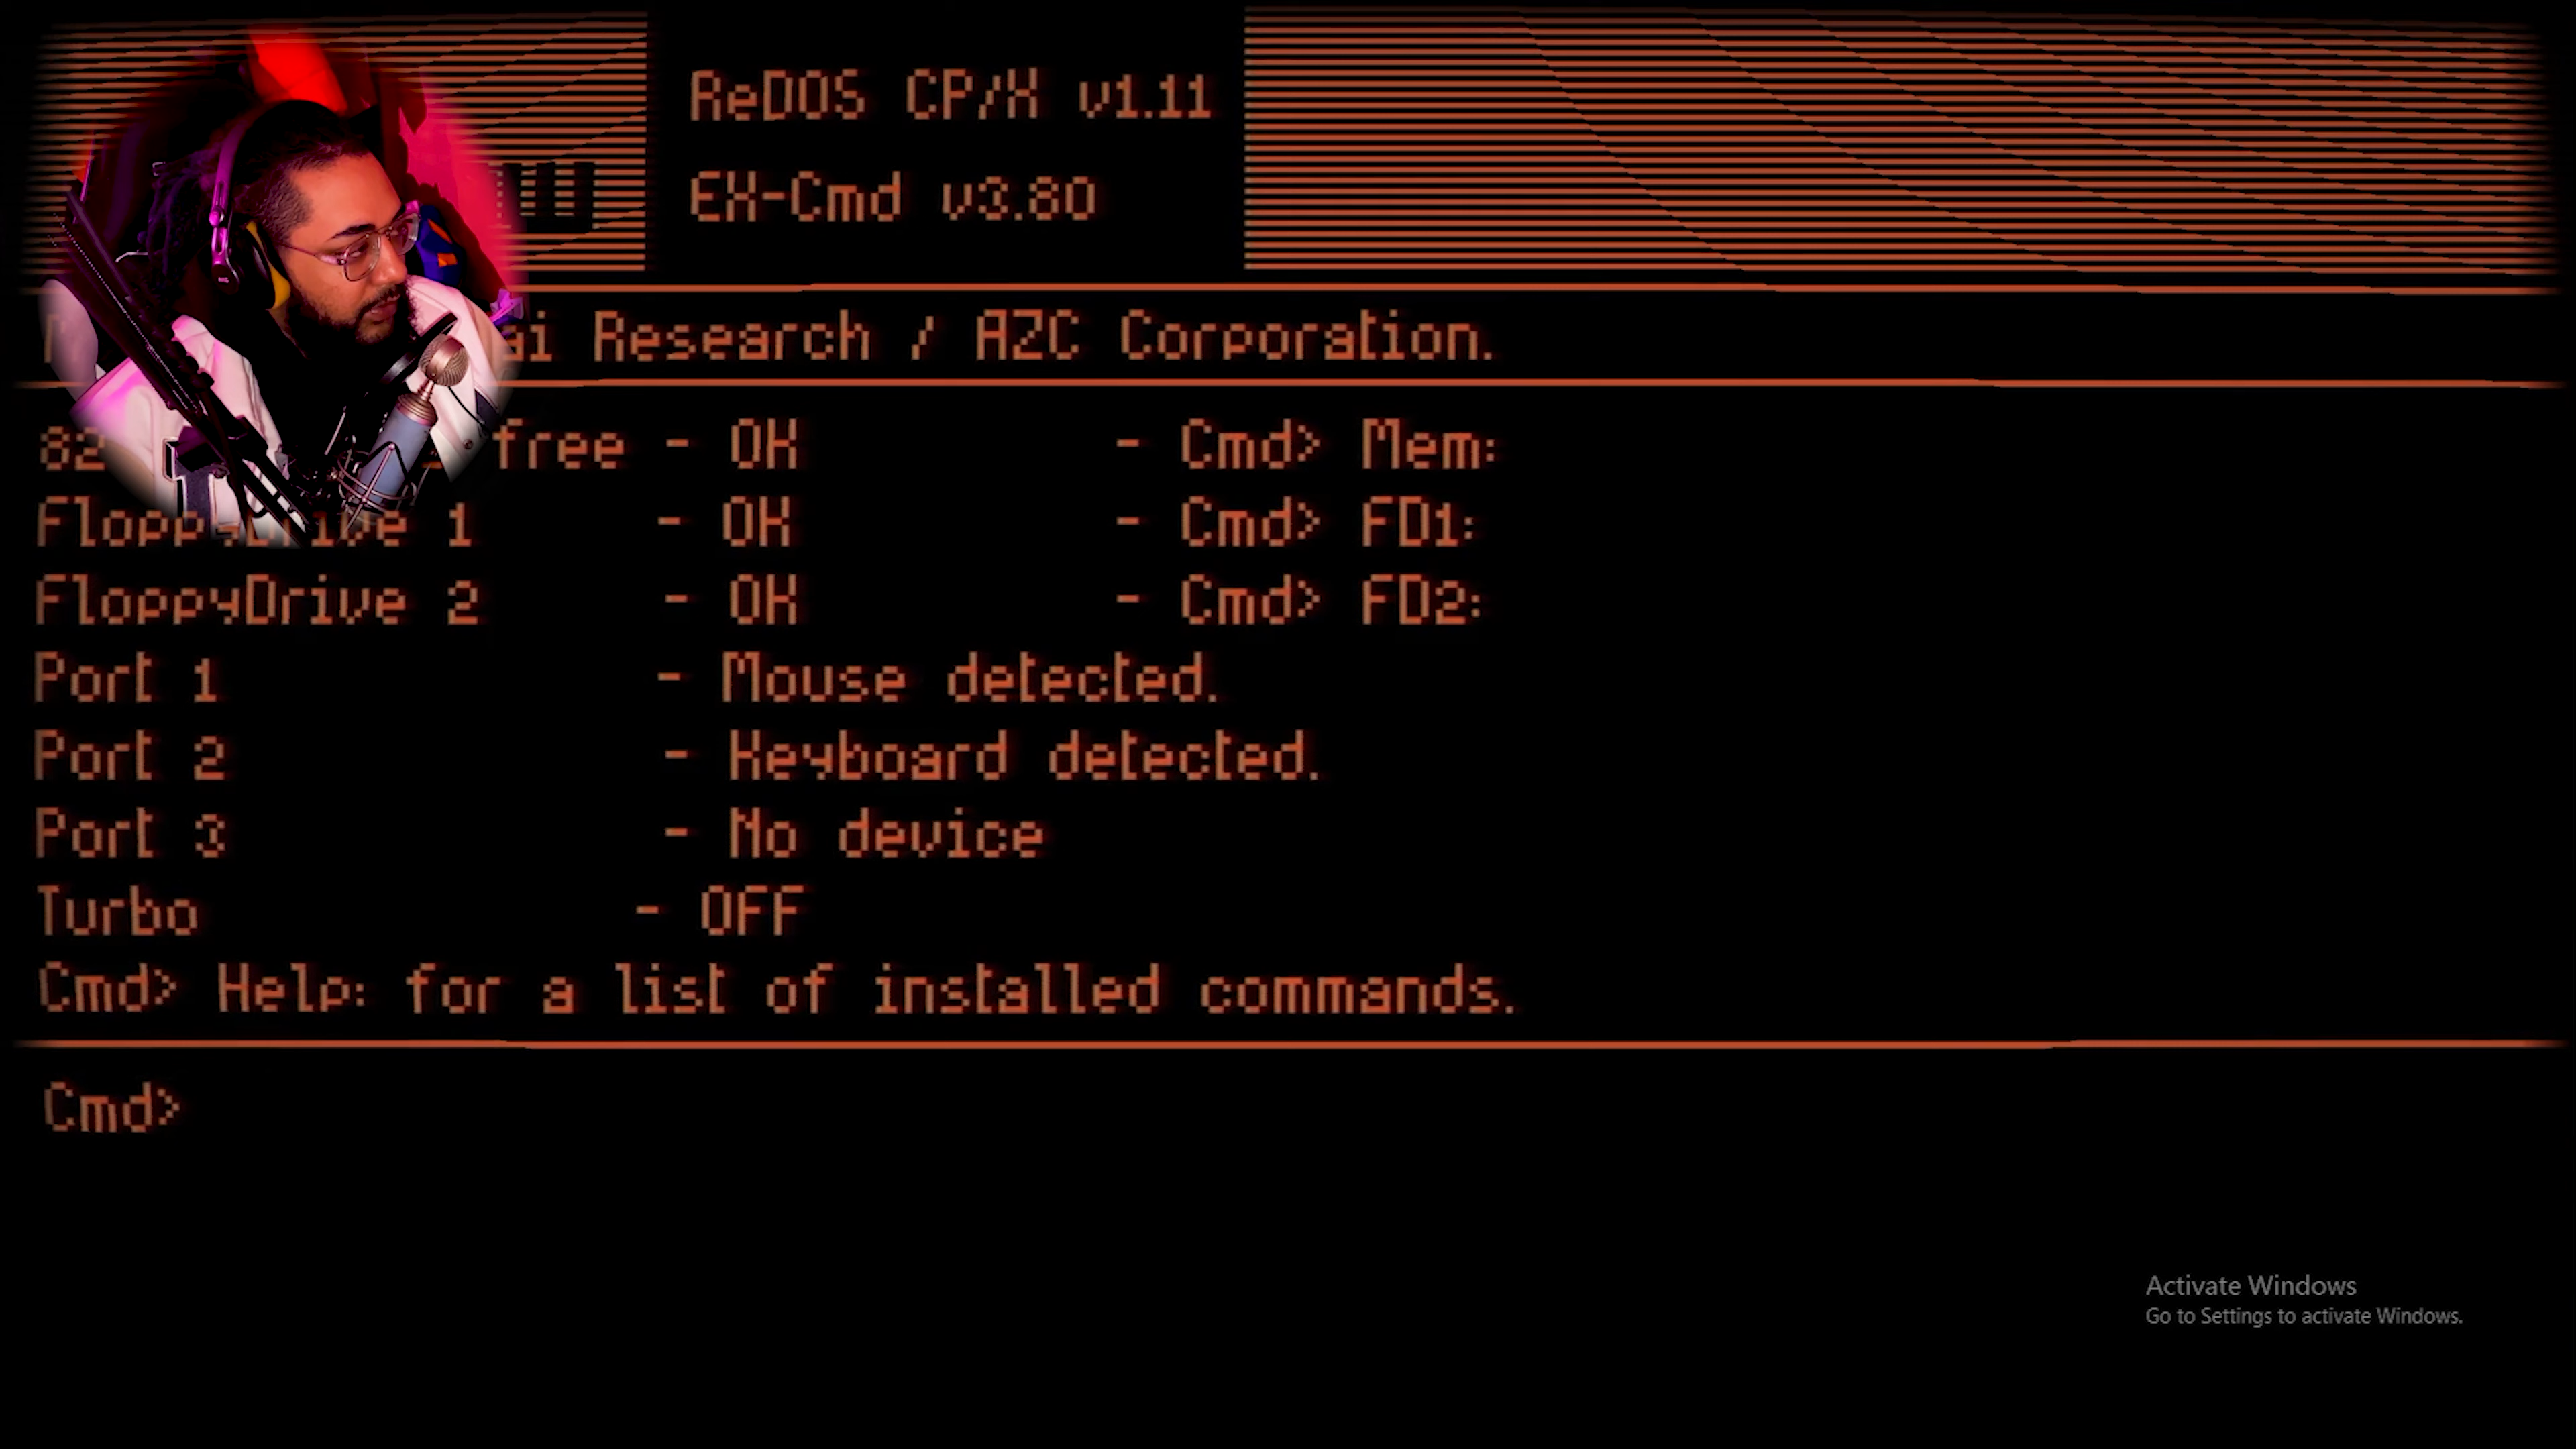 ReDOS CP/X v1.11
EX-Cmd v3.80
Research / AZC Corporation.
free - OK - Cmd> Mem:
FloppyDrive 1 - OK - Cmd> FD1:
FloppyDrive 2 - OK - Cmd> FD2:
Port 1 - Mouse detected.
Port 2 - Keyboard detected.
Port 3 - No device
Turbo - OFF
Cmd> Help: for a list of installed commands.
Cmd>
Activate Windows
Go to Settings to activate Windows.